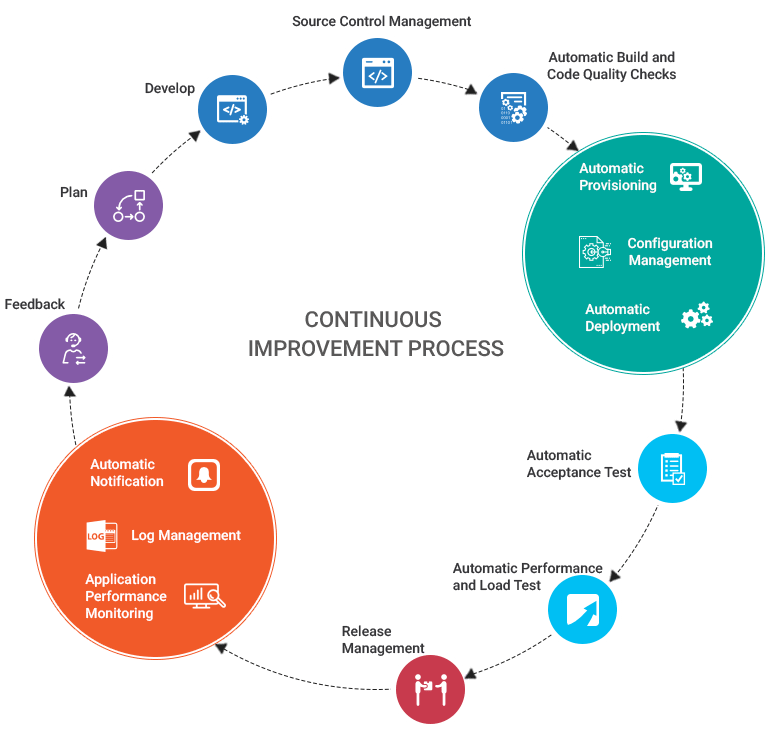 Source Control Management
Automatic Build and
Code Quality Checks
Develop
Automatic
Provisioning
Plan
Configuration
Management
Feedback
Automatic
Deployment
CONTINUOUS
IMPROVEMENT PROCESS
Automatic
Acceptance Test
Automatic
Notification
LOG
Log Management
Automatic Performance
and Load Test
Application
Performance
Monitoring
Release
Management